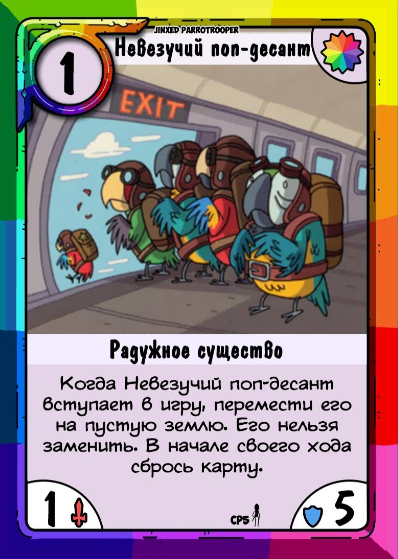 JINXED PARROTROOPER
Невезучий поп-десант
1
EXIT
Радужное существо
Когда Невезучий поп-десант
вступает в игру, перемести его
на пустую землю. Его нельзя
заменить. В начале своего хода
сбрось карту.
1
CP5
5